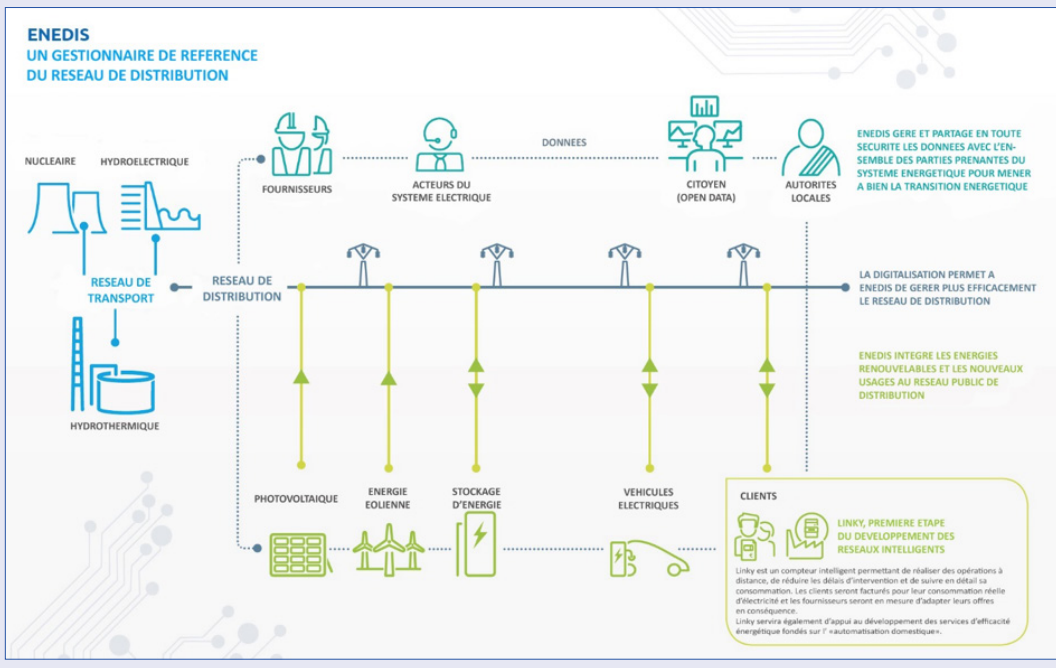 ENEDIS
UN GESTIONNAIRE DE REFERENCE
DU RESEAU DE DISTRIBUTION
NUCLEAIRE
HYDROELECTRIQUE
RESEAU DE
TRANSPORT
HYDROTHERMIQUE
FOURNISSEURS
ACTEURS DU
SYSTEME ELECTRIQUE
DONNEES
CITOYEN
(OPEN DATA)
AUTORITES
LOCALES
ENEDIS GERE ET PARTAGE EN TOUTE
SECURITE LES DONNEES AVEC L'EN-
SEMBLE DES PARTIES PRENANTES DU
SYSTEME ENERGETIQUE POUR MENER
A BIEN LA TRANSITION ENERGETIQUE
RESEAU DE
DISTRIBUTION
LA DIGITALISATION PERMET A
ENEDIS DE GERER PLUS EFFICACEMENT
LE RESEAU DE DISTRIBUTION
ENEDIS INTEGRE LES ENERGIES
RENOUVELABLES ET LES NOUVEAUX
USAGES AU RESEAU PUBLIC DE
DISTRIBUTION
PHOTOVOLTAIQUE
ENERGIE
EOLIENNE
STOCKAGE
D'ENERGIE
VEHICULES
ELECTRIQUES
CLIENTS
LINKY, PREMIERE ETAPE
DU DEVELOPPEMENT DES
RESEAUX INTELLIGENTS
Linky est un compteur intelligent permettant de réaliser des opérations à
distance, de réduire les délais d'intervention et de suivre en détail sa
consommation. Les clients seront facturés pour leur consommation réelle
d'électricité et les fournisseurs seront en mesure d'adapter leurs offres
en conséquence.
Linky servira également d'appui au développement des services d'efficacité
énergétique fondés sur l' «automatisation domestique».